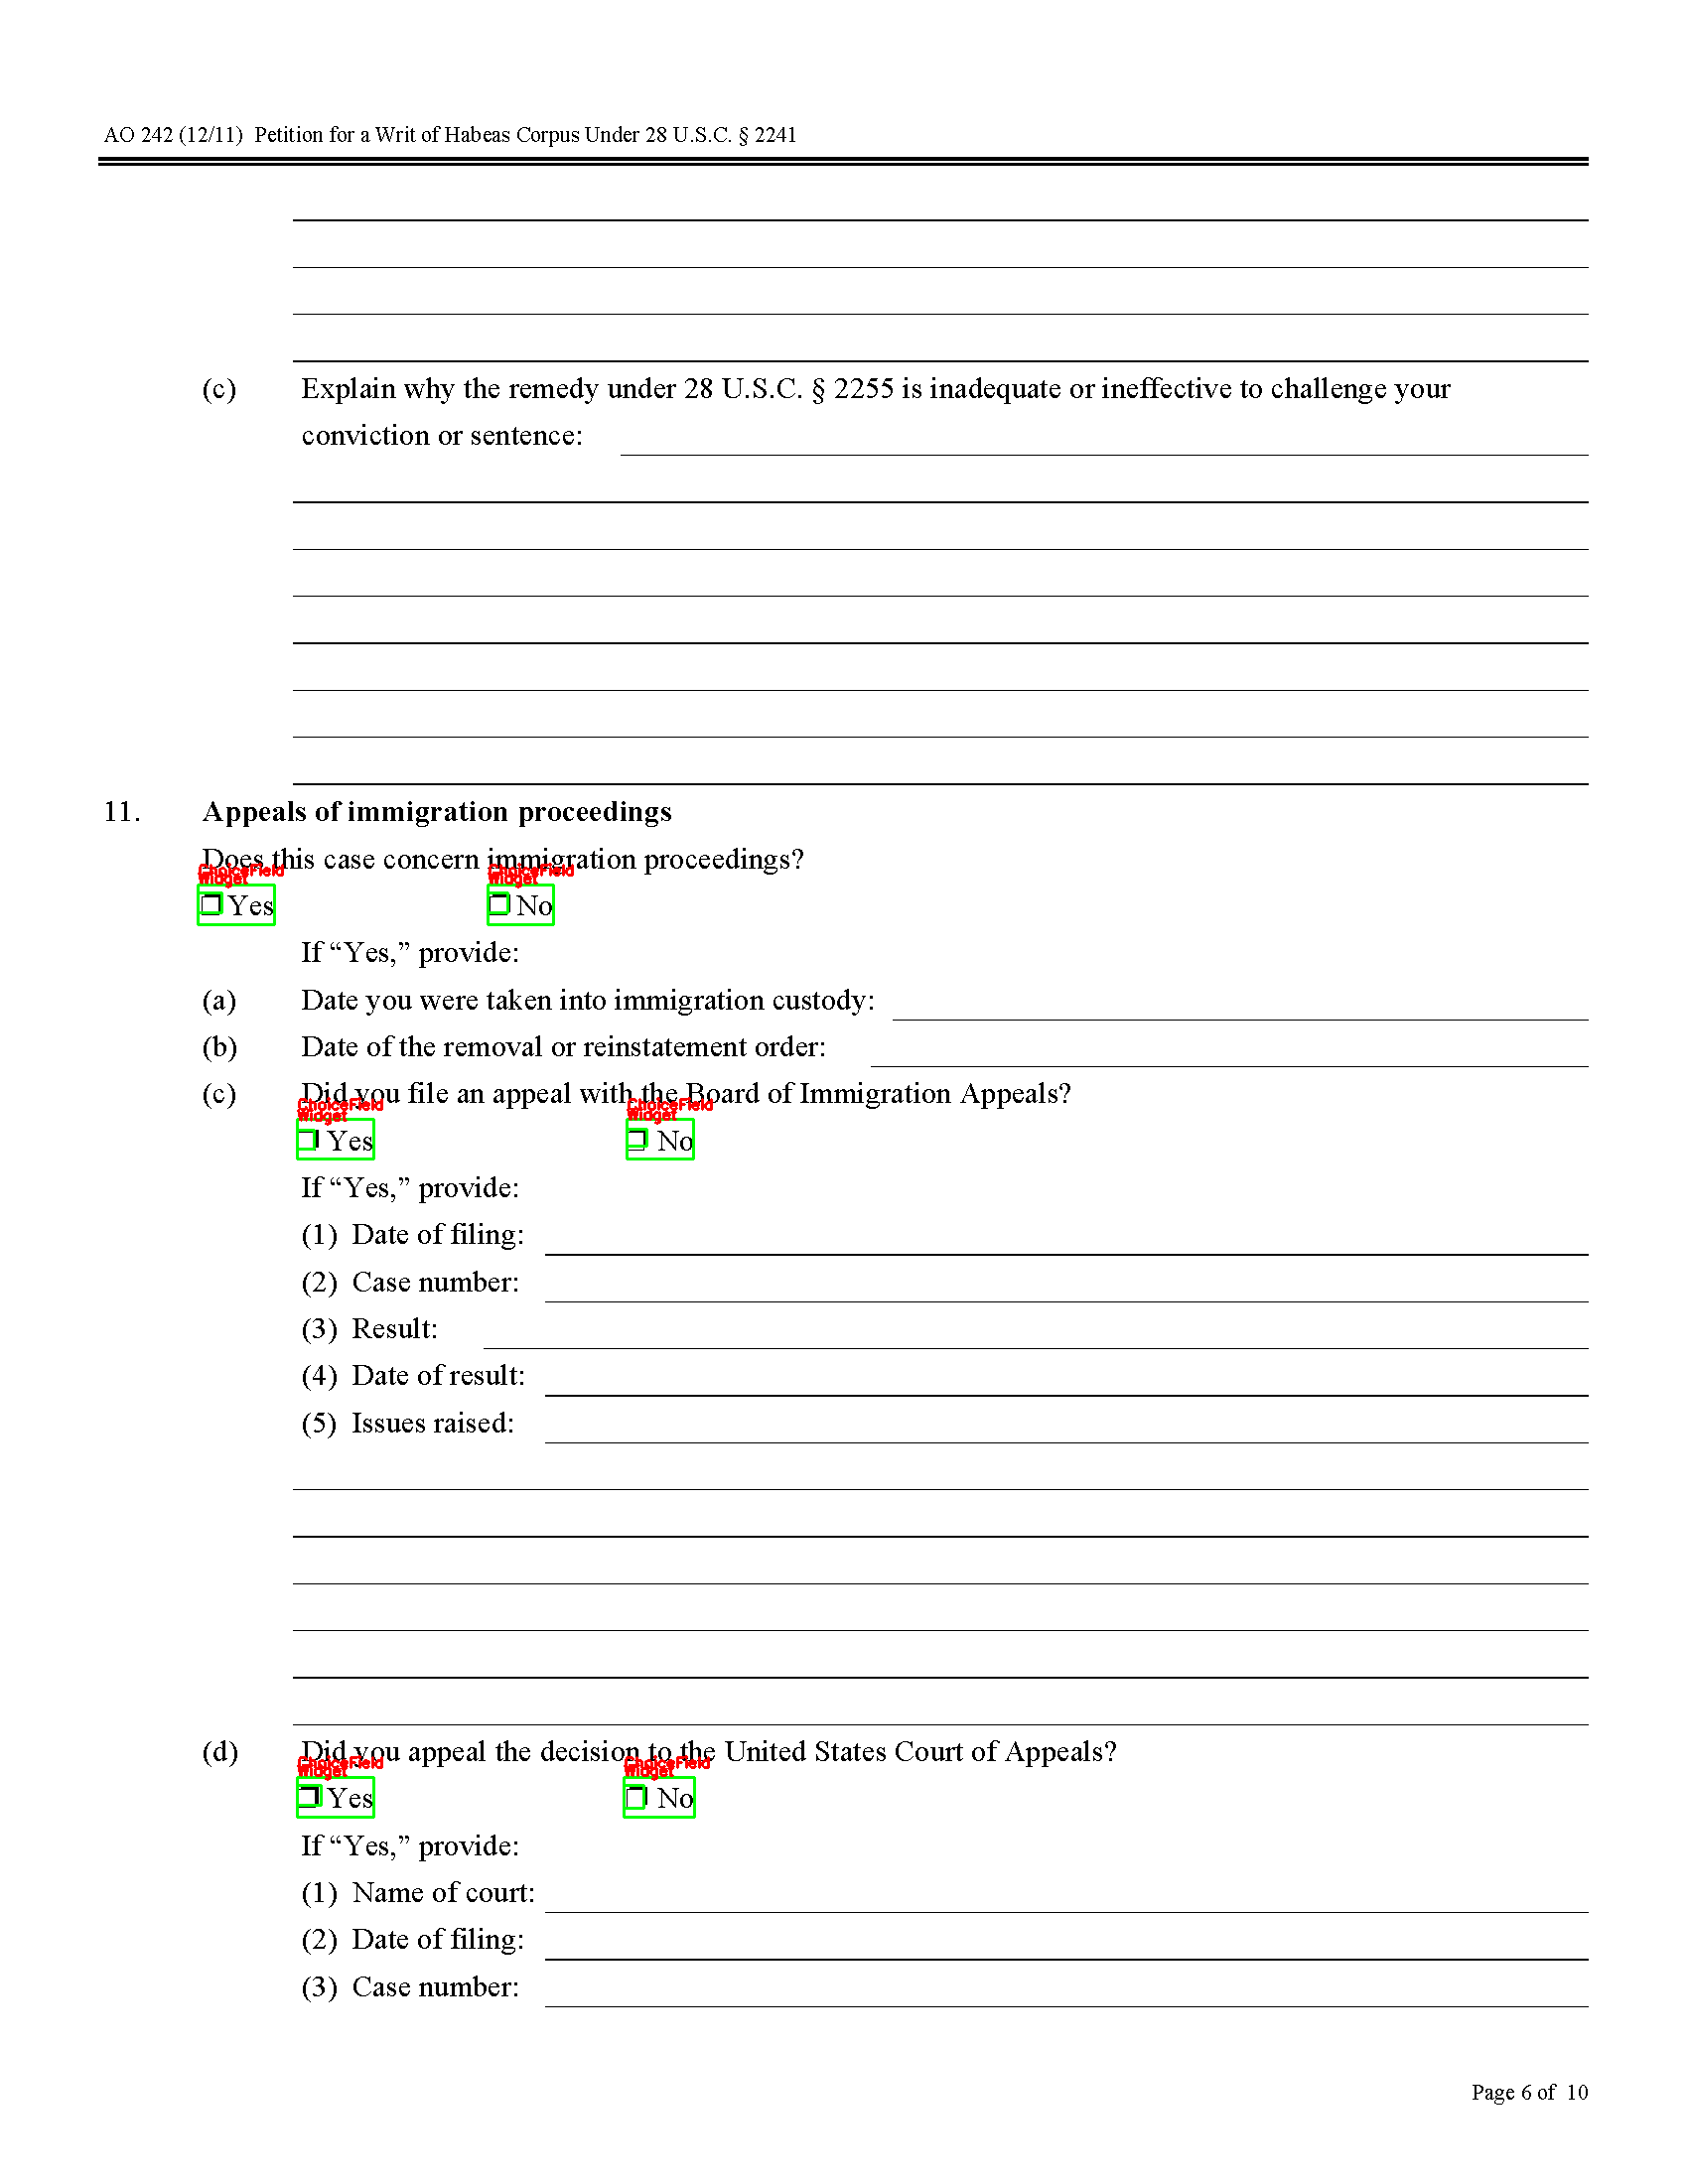 AO 242 (12/11) Petition for a Writ of Habeas Corpus Under 28 U.S.C. § 2241
(c) Explain why the remedy under 28 U.S.C. § 2255 is inadequate or ineffective to challenge your
conviction or sentence:
11. Appeals of immigration proceedings
Does this case concern immigration proceedings?
ChoiceField ChoiceField
Widget Widget
Yes No
If “Yes,” provide:
(a) Date you were taken into immigration custody:
(b) Date of the removal or reinstatement order:
(c) Did you file an appeal with the Board of Immigration Appeals?
ChoiceField ChoiceField
Widget Widget
Yes No
If “Yes,” provide:
(1) Date of filing:
(2) Case number:
(3) Result:
(4) Date of result:
(5) Issues raised:
(d) Did you appeal the decision to the United States Court of Appeals?
ChoiceField ChoiceField
Widget Widget
Yes No
If “Yes,” provide:
(1) Name of court:
(2) Date of filing:
(3) Case number:
Page 6 of 10